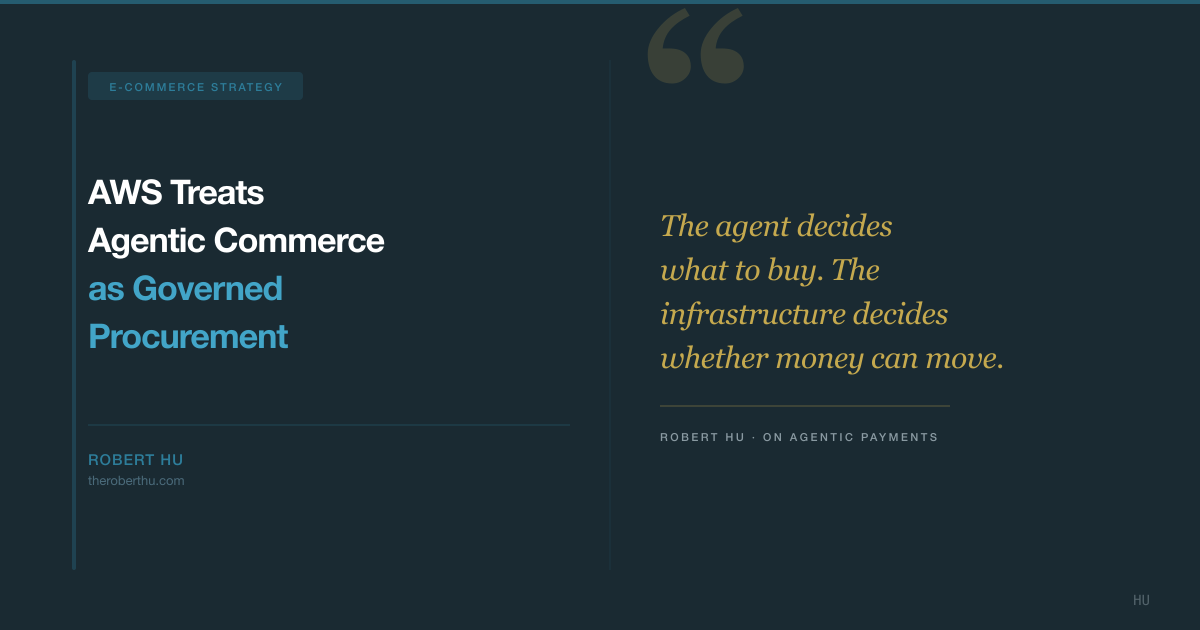 E-COMMERCE STRATEGY
AWS Treats
Agentic Commerce
as Governed
Procurement
ROBERT HU
theroberthu.com
“
The agent decides
what to buy. The
infrastructure decides
whether money can move.
ROBERT HU · ON AGENTIC PAYMENTS
HU